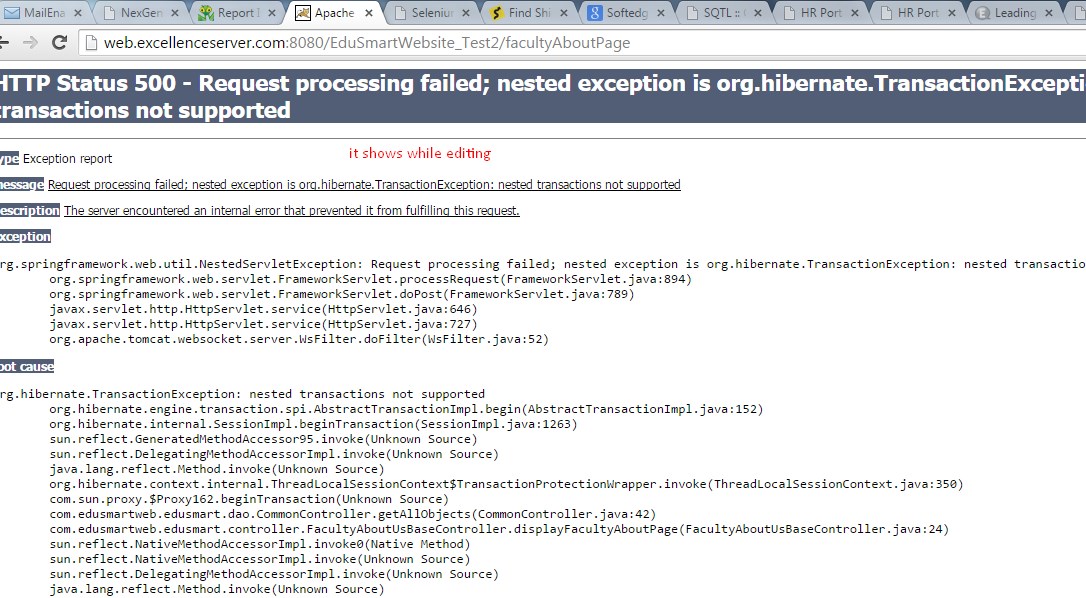 MailEna
NexGen
Report
Apache
Seleniu
Find Shi
Softedg
SQTL ::
HR Port
HR Port
Leading
web.excellenceserver.com:8080/EduSmartWebsite_Test2/facultyAboutPage
HTTP Status 500 - Request processing failed; nested exception is org.hibernate.TransactionExcepti
transactions not supported
ype Exception report
it shows while editing
message Request processing failed; nested exception is org.hibernate.TransactionException: nested transactions not supported
escription The server encountered an internal error that prevented it from fulfilling this request.
xception
rg.springframework.web.util.NestedServletException: Request processing failed; nested exception is org.hibernate.TransactionException: nested transactio
org.springframework.web.servlet.FrameworkServlet.processRequest(FrameworkServlet.java:894)
org.springframework.web.servlet.FrameworkServlet.doPost(FrameworkServlet.java:789)
javax.servlet.http.HttpServlet.service(HttpServlet.java:646)
javax.servlet.http.HttpServlet.service(HttpServlet.java:727)
org.apache.tomcat.websocket.server.WsFilter.doFilter(WsFilter.java:52)
oot cause
rg.hibernate.TransactionException: nested transactions not supported
org.hibernate.engine.transaction.spi.AbstractTransactionImpl.begin(AbstractTransactionImpl.java:152)
org.hibernate.internal.SessionImpl.beginTransaction(SessionImpl.java:1263)
sun.reflect.GeneratedMethodAccessor95.invoke(Unknown Source)
sun.reflect.DelegatingMethodAccessorImpl.invoke(Unknown Source)
java.lang.reflect.Method.invoke(Unknown Source)
org.hibernate.context.internal.ThreadLocalSessionContext$TransactionProtectionWrapper.invoke(ThreadLocalSessionContext.java:350)
com.sun.proxy.$Proxy162.beginTransaction(Unknown Source)
com.edusmartweb.edusmart.dao.CommonController.getAllObjects(CommonController.java:42)
com.edusmartweb.edusmart.controller.FacultyAboutUsBaseController.displayFacultyAboutPage(FacultyAboutUsBaseController.java:24)
sun.reflect.NativeMethodAccessorImpl.invoke0(Native Method)
sun.reflect.NativeMethodAccessorImpl.invoke(Unknown Source)
sun.reflect.DelegatingMethodAccessorImpl.invoke(Unknown Source)
java.lang.reflect.Method.invoke(Unknown Source)